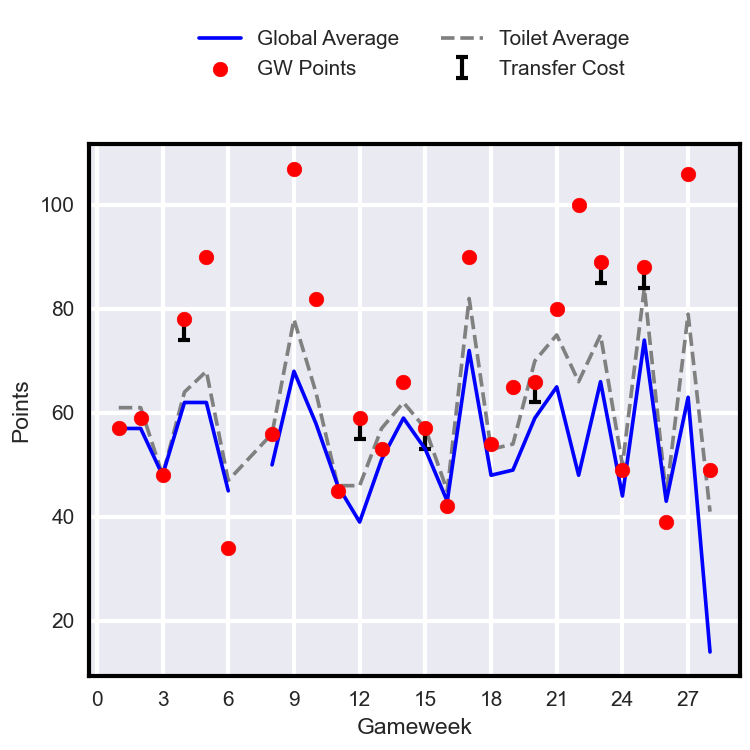 Global Average
Toilet Average
GW Points
Transfer Cost
100
80
60
40
20
Points
0 3 6 9 12 15 18 21 24 27
Gameweek